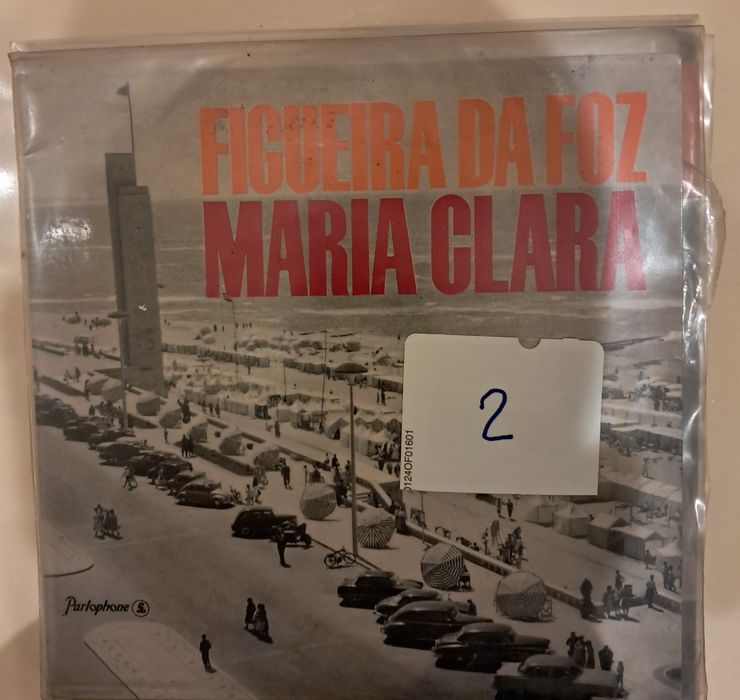 FIGUEIRA DA FOZ
MARIA CLARA
2
0124OF01601
Parlophone